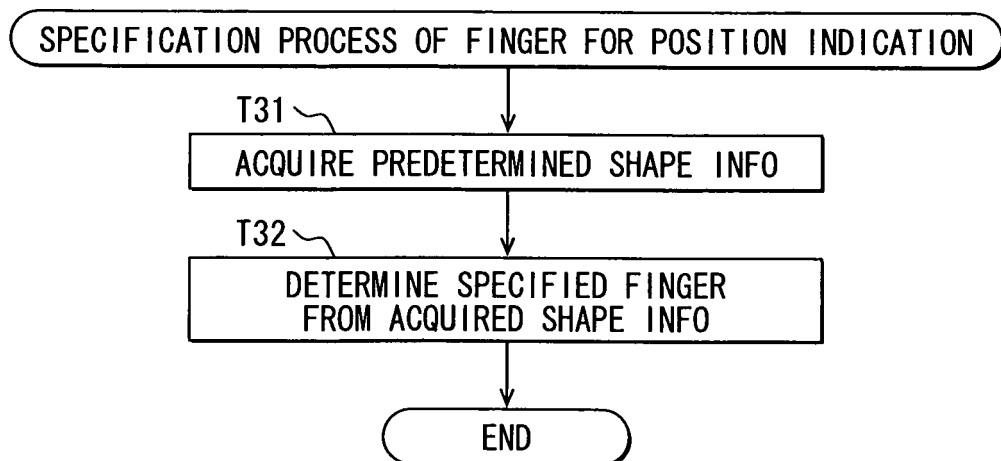 SPECIFICATION PROCESS OF FINGER FOR POSITION INDICATION
T31
ACQUIRE PREDETERMINED SHAPE INFO
T32
DETERMINE SPECIFIED FINGER
FROM ACQUIRED SHAPE INFO
END